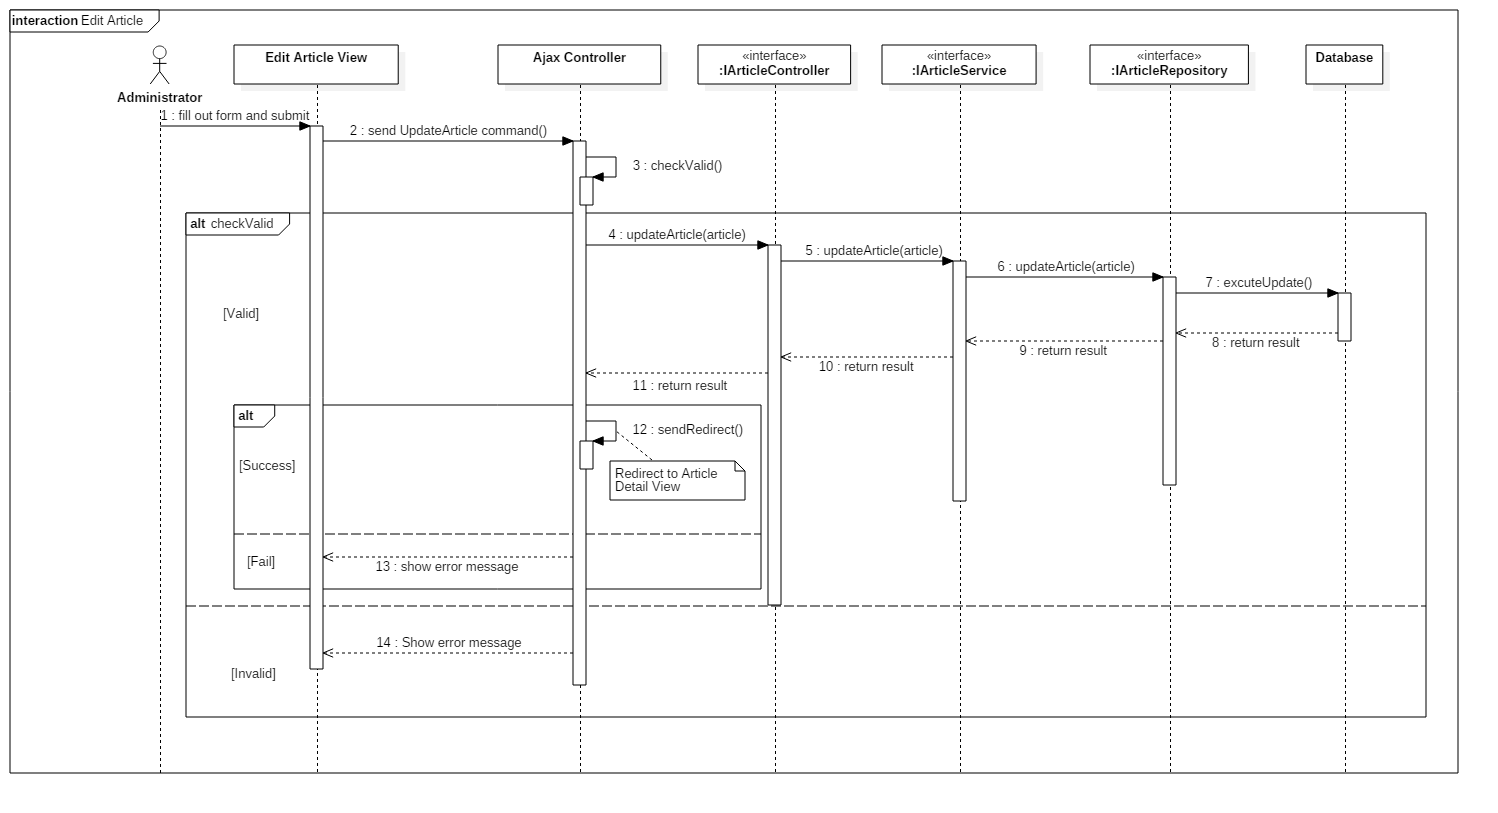 interaction Edit Article
Administrator
Edit Article View
Ajax Controller
«interface»
:IArticleController
«interface»
:IArticleService
«interface»
:IArticleRepository
Database
1 : fill out form and submit
2 : send UpdateArticle command()
3 : checkValid()
alt checkValid
4 : updateArticle(article)
5 : updateArticle(article)
6 : updateArticle(article)
7 : excuteUpdate()
[Valid]
8 : return result
9 : return result
10 : return result
11 : return result
alt
12 : sendRedirect()
[Success]
Redirect to Article
Detail View
[Fail]
13 : show error message
14 : Show error message
[Invalid]